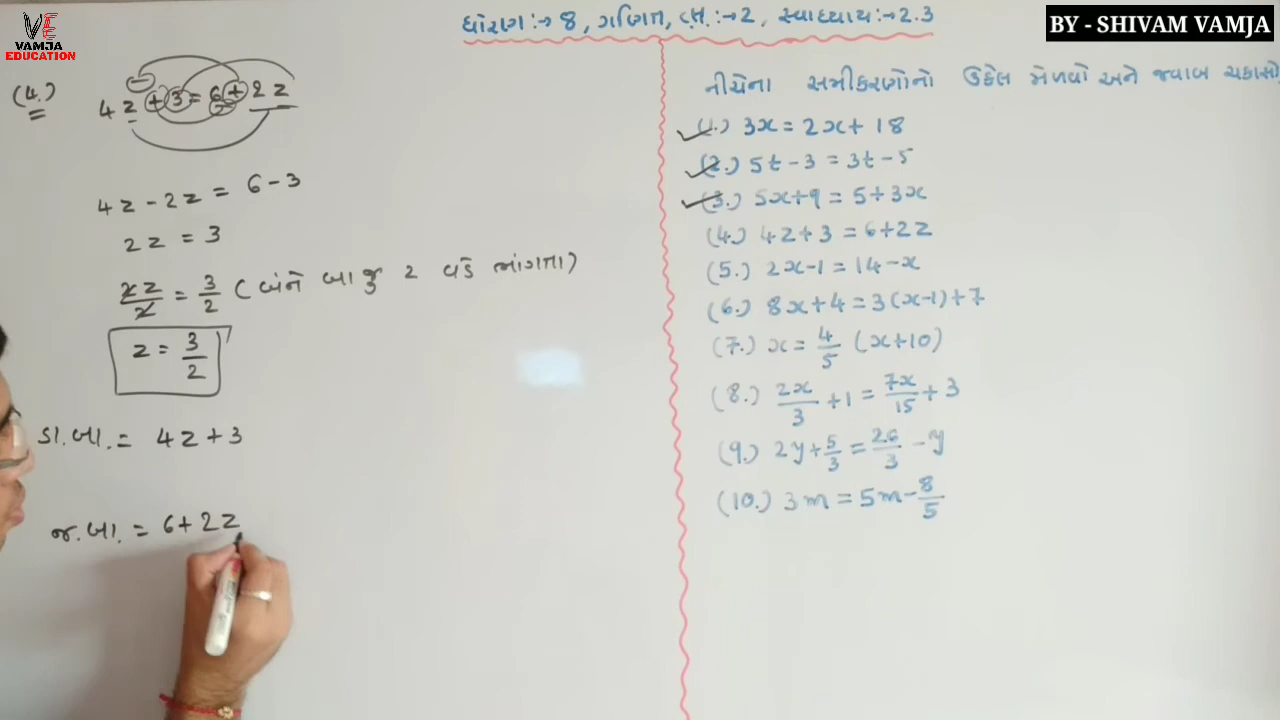 VE
VAMJA
EDUCATION
BY - SHIVAM VAMJA
ધોરણ:→ 8, ગણિત, પ્ર.:→2, સ્વાધ્યાય:→2.3
(4.) 4z + 3 = 6 + 2z
4z - 2z = 6 - 3
2z = 3
2z/2 = 3/2 (બંને બાજુ 2 વડે ભાગતા)
z = 3/2
ડા.બા. = 4z + 3
જ.બા. = 6 + 2z
નીચેના સમીકરણોનો ઉકેલ મેળવો અને જવાબ ચકાસો
(1.) 3x = 2x + 18
(2.) 5t - 3 = 3t - 5
(3.) 5x + 9 = 5 + 3x
(4.) 4z + 3 = 6 + 2z
(5.) 2x - 1 = 14 - x
(6.) 8x + 4 = 3(x-1) + 7
(7.) x = 4/5 (x+10)
(8.) 2x/3 + 1 = 7x/15 + 3
(9.) 2y + 5/3 = 26/3 - y
(10.) 3m = 5m - 8/5